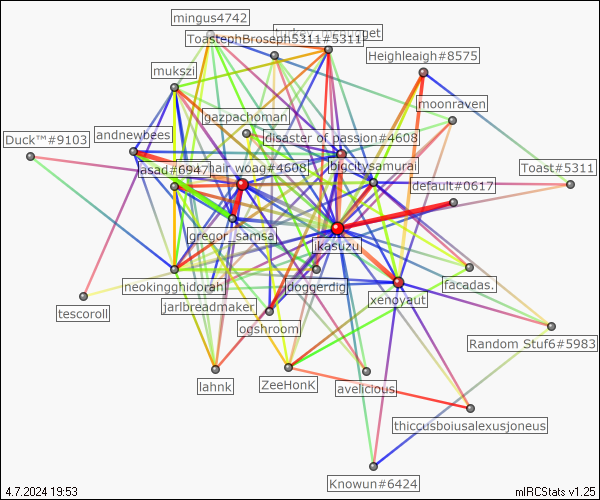 mingus4742
ToastephBroseph5311#5311
Heighleaigh#8575
mukszi
moonraven
gazpachoman
andnewbees
disaster of passion#4608
Duck™#9103
bigcitysamurai
asad#6947
hair woag#4608
Toast#5311
default#0617
gregor_samsa
ikasuzu
neokingghidorah
doggerdig
facadas.
xenoyaut
tescoroll
jarlbreadmaker
ogshroom
Random Stuf6#5983
lahnk
ZeeHonK
avelicious
thiccusboiusalexusjoneus
Knowun#6424
4.7.2024 19:53
mIRCStats v1.25